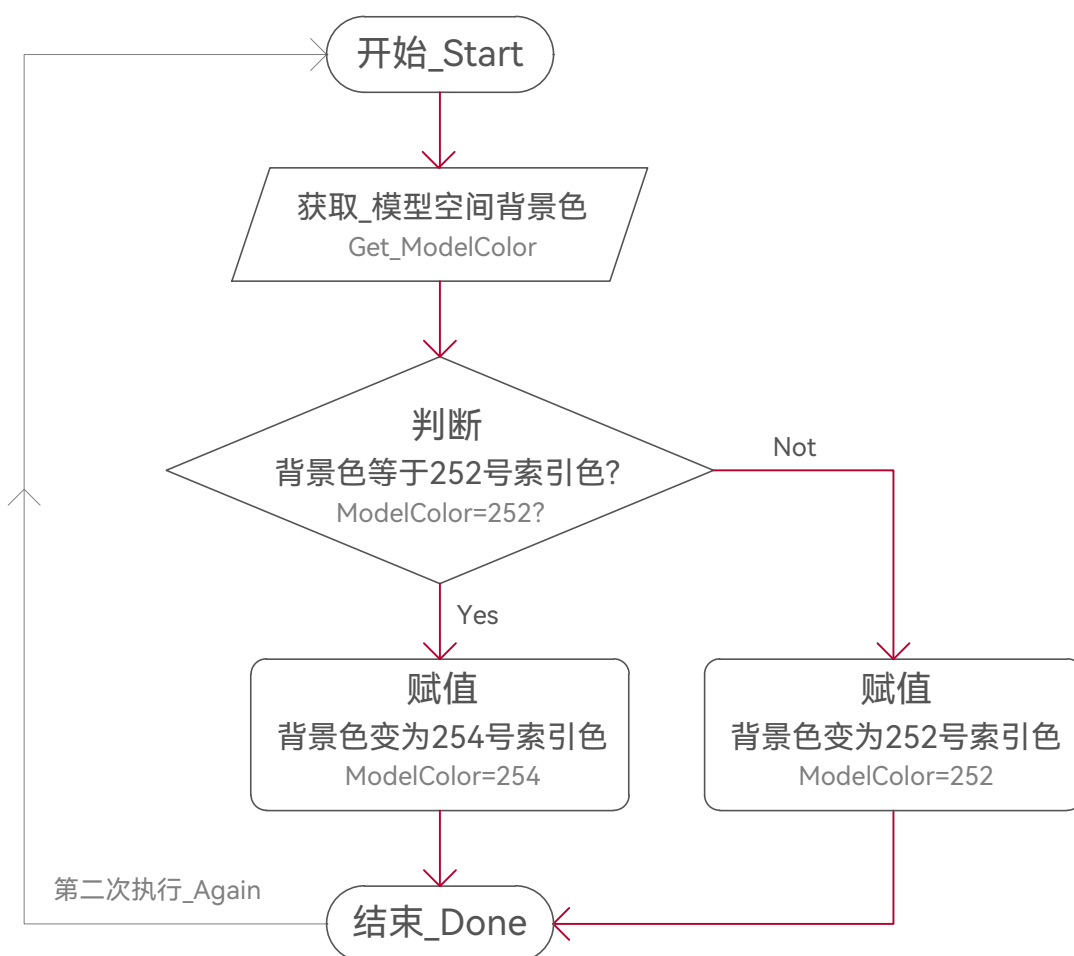 开始_Start
获取_模型空间背景色
Get_ModelColor
判断
背景色等于252号索引色?
ModelColor=252?
Not
Yes
赋值
背景色变为254号索引色
ModelColor=254
赋值
背景色变为252号索引色
ModelColor=252
第二次执行_Again
结束_Done